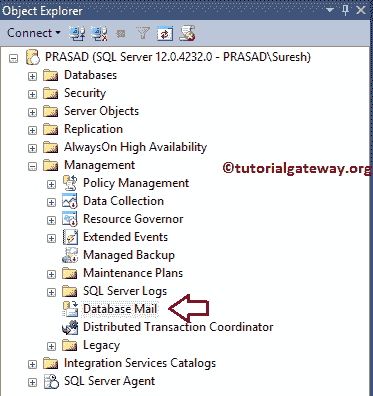 Object Explorer
Connect
PRASAD (SQL Server 12.0.4232.0 - PRASAD\Suresh)
Databases
Security
Server Objects
Replication
AlwaysOn High Availability
Management
©tutorialgateway.org
Policy Management
Data Collection
Resource Governor
Extended Events
Managed Backup
Maintenance Plans
SQL Server Logs
Database Mail
Distributed Transaction Coordinator
Legacy
Integration Services Catalogs
SQL Server Agent